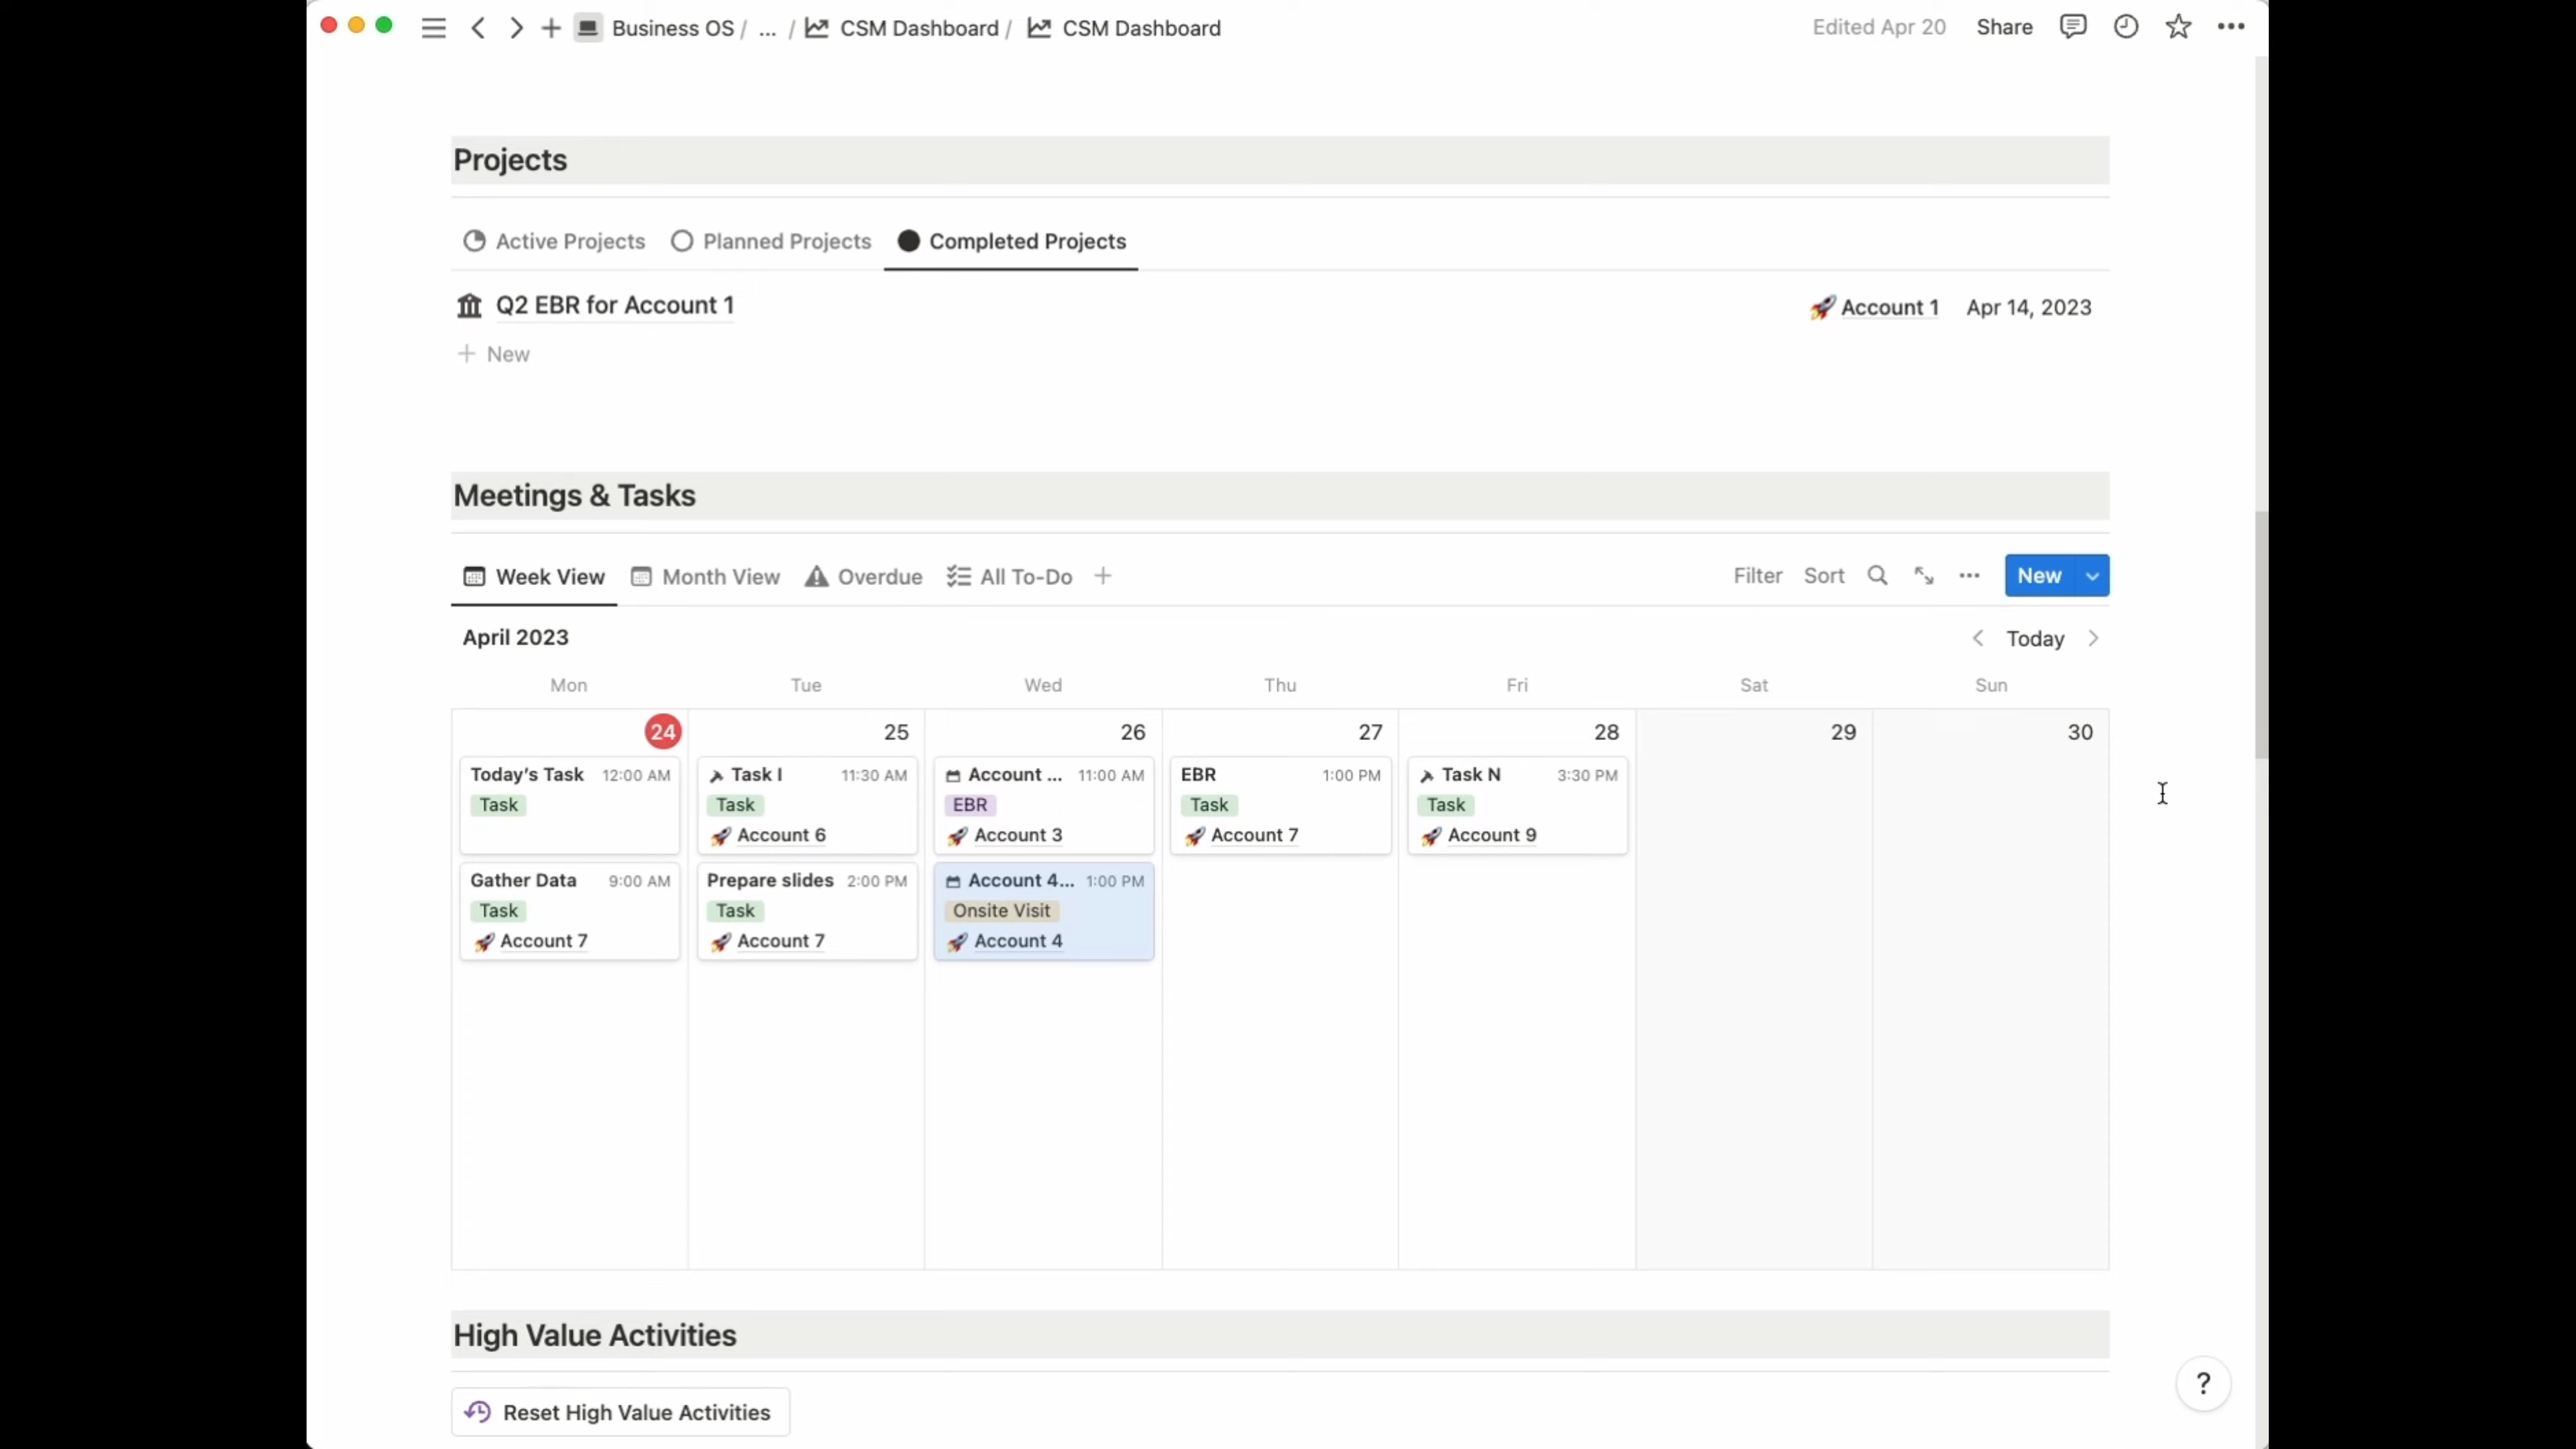 Business OS / ... / CSM Dashboard / CSM Dashboard
Edited Apr 20 Share
Projects
Active Projects Planned Projects Completed Projects
Q2 EBR for Account 1 Account 1 Apr 14, 2023
New
Meetings & Tasks
Week View Month View Overdue All To-Do
Filter Sort New
April 2023 Today
Mon Tue Wed Thu Fri Sat Sun
24 25 26 27 28 29 30
Today's Task 12:00 AM
Task
Gather Data 9:00 AM
Task
Account 7
Task I 11:30 AM
Task
Account 6
Prepare slides 2:00 PM
Task
Account 7
Account ... 11:00 AM
EBR
Account 3
Account 4... 1:00 PM
Onsite Visit
Account 4
EBR 1:00 PM
Task
Account 7
Task N 3:30 PM
Task
Account 9
High Value Activities
Reset High Value Activities
?